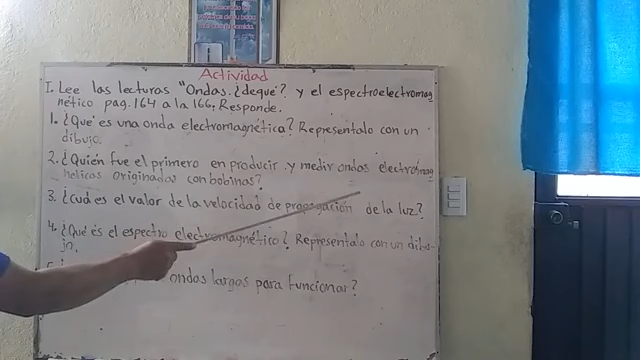 Actividad
I. Lee las lecturas "Ondas. ¿de qué? y el espectroelectromag
nético pag. 164 a la 166. Responde.
1. ¿Qué es una onda electromagnética? Represéntalo con un
dibujo.
2. ¿Quién fue el primero en producir y medir ondas electromag
néticas originadas con bobinas?
3. ¿cuál es el valor de la velocidad de propagación de la luz?
4. ¿Qué es el espectro electromagnético? Represéntalo con un dibu-
jo.
ondas largas para funcionar?